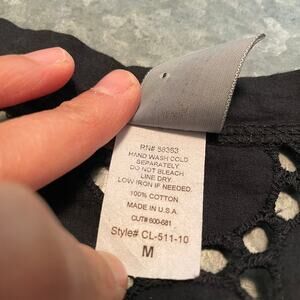 RN# 59363
HAND WASH COLD
SEPARATELY
DO NOT BLEACH
LINE DRY
LOW IRON IF NEEDED.
100% COTTON
MADE IN U.S.A
CUT# 600-681
Style# CL-511-10
M